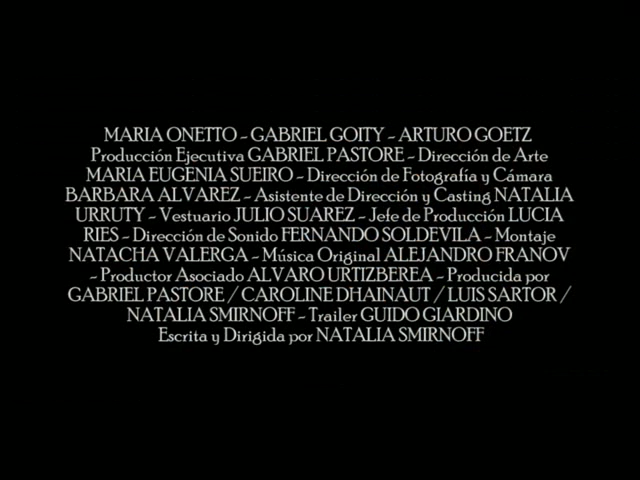 MARIA ONETTO - GABRIEL GOITY - ARTURO GOETZ
Producción Ejecutiva GABRIEL PASTORE - Dirección de Arte
MARIA EUGENIA SUEIRO - Dirección de Fotografía y Cámara
BARBARA ALVAREZ - Asistente de Dirección y Casting NATALIA
URRUTY - Vestuario JULIO SUAREZ - Jefe de Producción LUCIA
RIES - Dirección de Sonido FERNANDO SOLDEVILA - Montaje
NATACHA VALERGA - Música Original ALEJANDRO FRANOV
- Productor Asociado ALVARO URTIZBEREA - Producida por
GABRIEL PASTORE / CAROLINE DHAINAUT / LUIS SARTOR /
NATALIA SMIRNOFF - Trailer GUIDO GIARDINO
Escrita y Dirigida por NATALIA SMIRNOFF